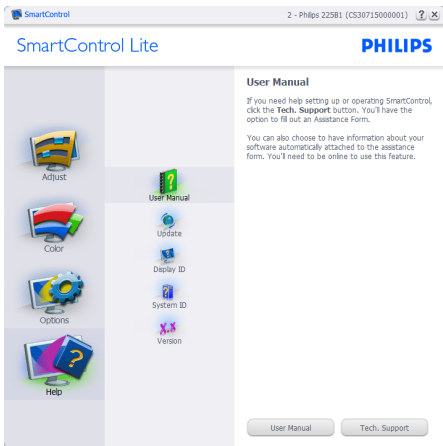 SmartControl
2 - Philips 225B1 (CS30715000001)
SmartControl Lite
PHILIPS
Adjust
Color
Options
Help
User Manual
Update
Display ID
System ID
X.X
Version
User Manual
If you need help setting up or operating SmartControl,
click the Tech. Support button. You'll have the
option to fill out an Assistance Form.
You can also choose to have information about your
software automatically attached to the assistance
form. You'll need to be online to use this feature.
User Manual
Tech. Support